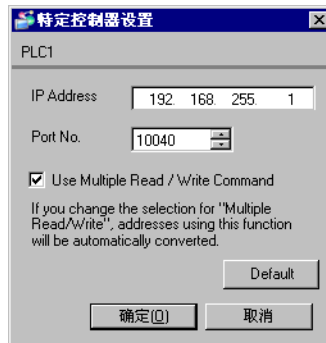 特定控制器设置
PLC1
IP Address 192. 168. 255. 1
Port No. 10040
Use Multiple Read / Write Command
If you change the selection for "Multiple
Read/Write", addresses using this function
will be automatically converted.
Default
确定(O) 取消